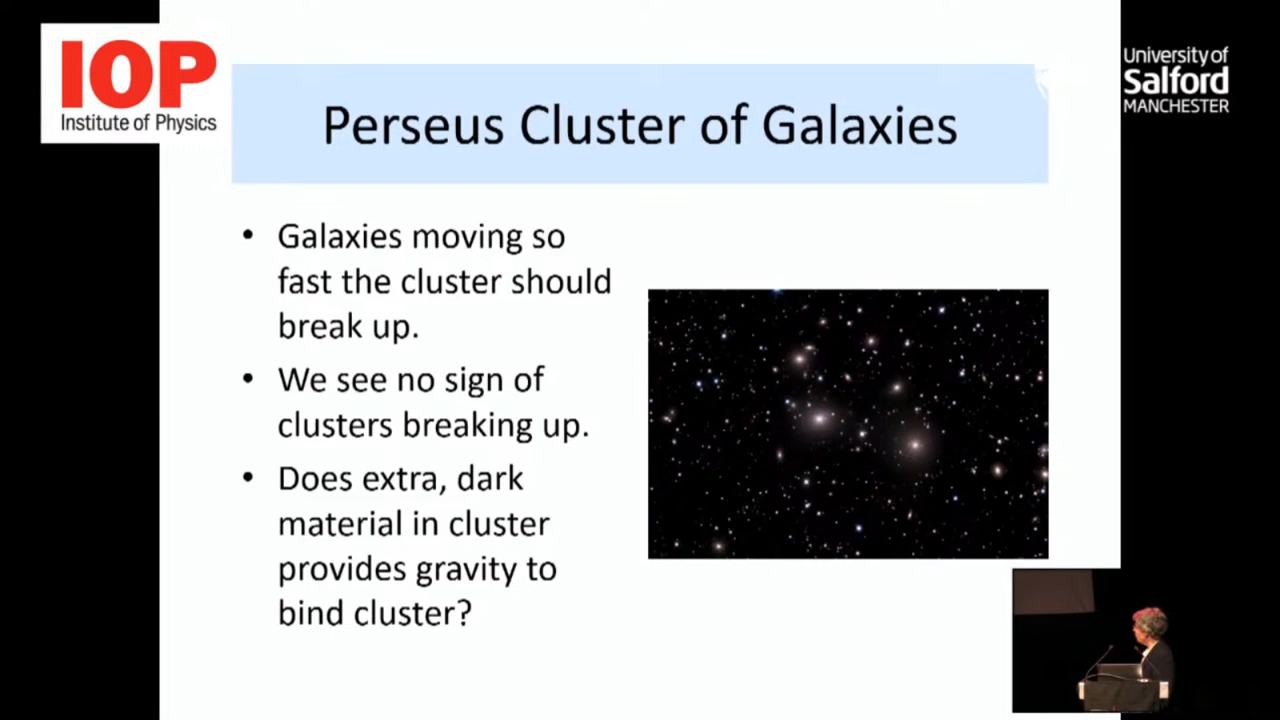 IOP
Institute of Physics
University of
Salford
MANCHESTER
Perseus Cluster of Galaxies
• Galaxies moving so
fast the cluster should
break up.
• We see no sign of
clusters breaking up.
• Does extra, dark
material in cluster
provides gravity to
bind cluster?